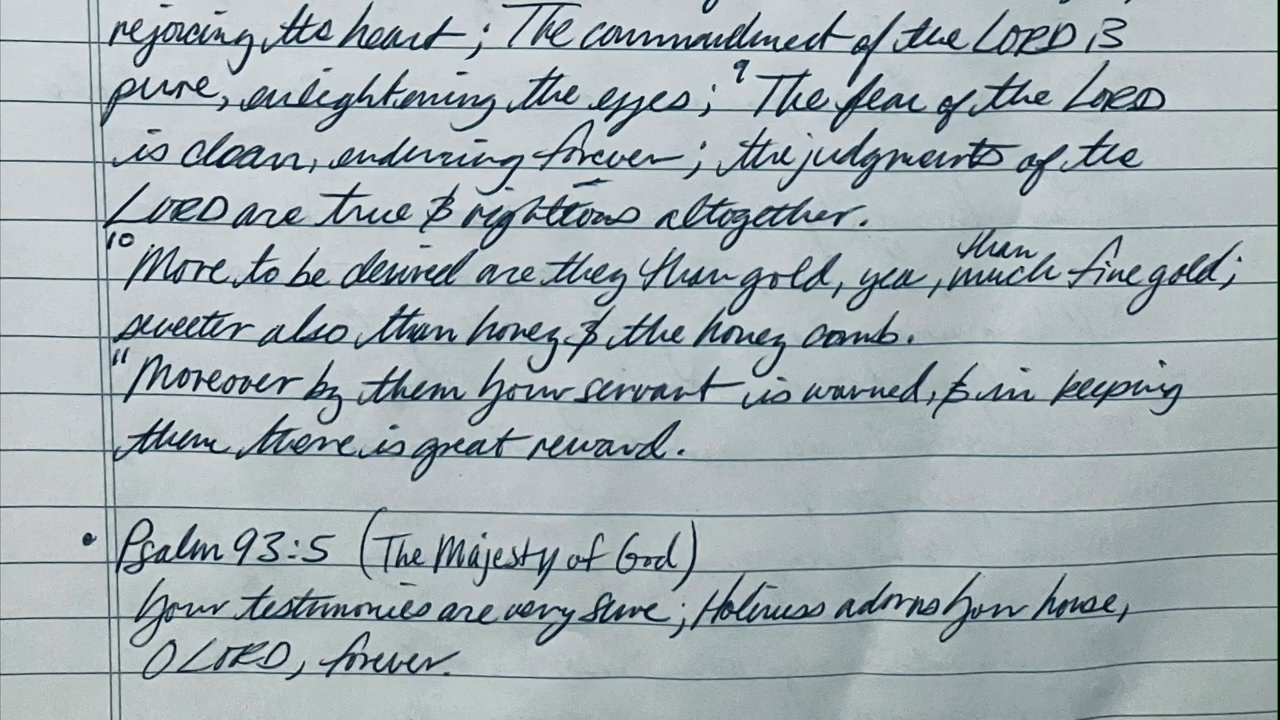 rejoicing the heart; The commandment of the LORD is
pure, enlightening the eyes; 9 The fear of the LORD
is clean, enduring forever; the judgments of the
LORD are true & righteous altogether.
10 More to be desired are they than gold, yea, than much fine gold;
sweeter also than honey & the honey comb.
11 Moreover by them your servant is warned, & in keeping
them there is great reward.
• Psalm 93:5 (The Majesty of God)
Your testimonies are very sure; Holiness adorns your house,
O LORD, forever.